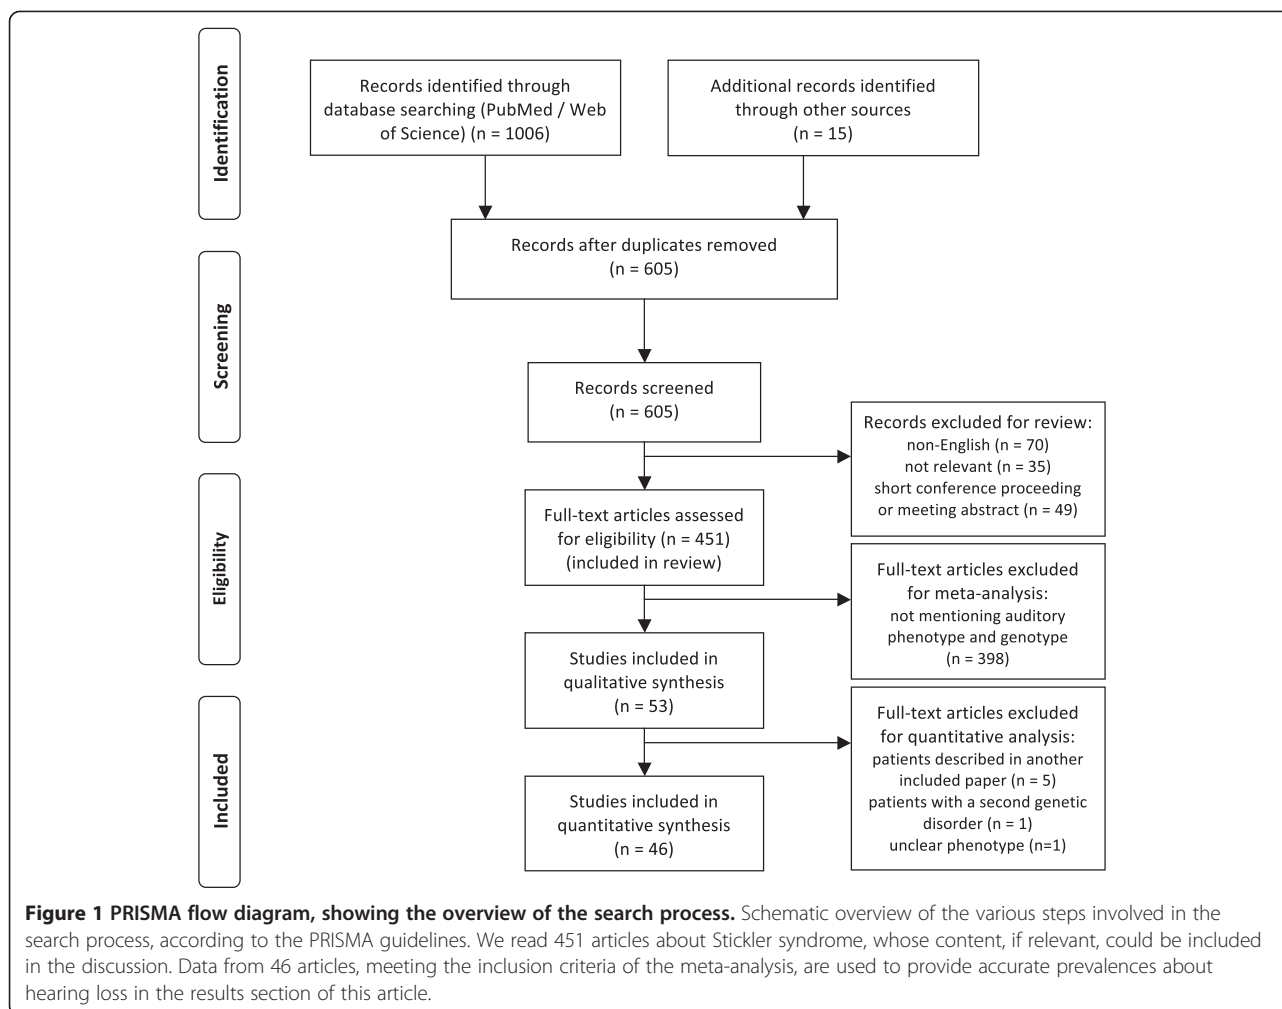 Identification
Records identified through
database searching (PubMed / Web
of Science) (n = 1006)
Additional records identified
through other sources
(n = 15)
Records after duplicates removed
(n = 605)
Screening
Records screened
(n = 605)
Records excluded for review:
non-English (n = 70)
not relevant (n = 35)
short conference proceeding
or meeting abstract (n = 49)
Eligibility
Full-text articles assessed
for eligibility (n = 451)
(included in review)
Full-text articles excluded
for meta-analysis:
not mentioning auditory
phenotype and genotype
(n = 398)
Studies included in
qualitative synthesis
(n = 53)
Full-text articles excluded
for quantitative analysis:
patients described in another
included paper (n = 5)
patients with a second genetic
disorder (n = 1)
unclear phenotype (n=1)
Included
Studies included in
quantitative synthesis
(n = 46)
Figure 1 PRISMA flow diagram, showing the overview of the search process. Schematic overview of the various steps involved in the
search process, according to the PRISMA guidelines. We read 451 articles about Stickler syndrome, whose content, if relevant, could be included
in the discussion. Data from 46 articles, meeting the inclusion criteria of the meta-analysis, are used to provide accurate prevalences about
hearing loss in the results section of this article.